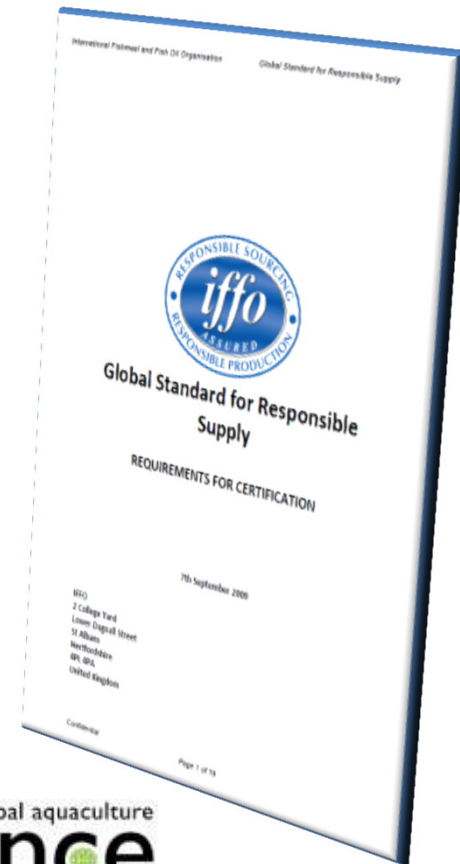 International Fishmeal and Fish Oil Organisation
Global Standard for Responsible Supply
RESPONSIBLE SOURCING
iffo
ASSURED
RESPONSIBLE PRODUCTION
Global Standard for Responsible
Supply
REQUIREMENTS FOR CERTIFICATION
7th September 2009
IFFO
2 College Yard
Lower Dagnall Street
St Albans
Hertfordshire
United Kingdom
Confidential
Page 1 of 19
bal aquaculture
nce